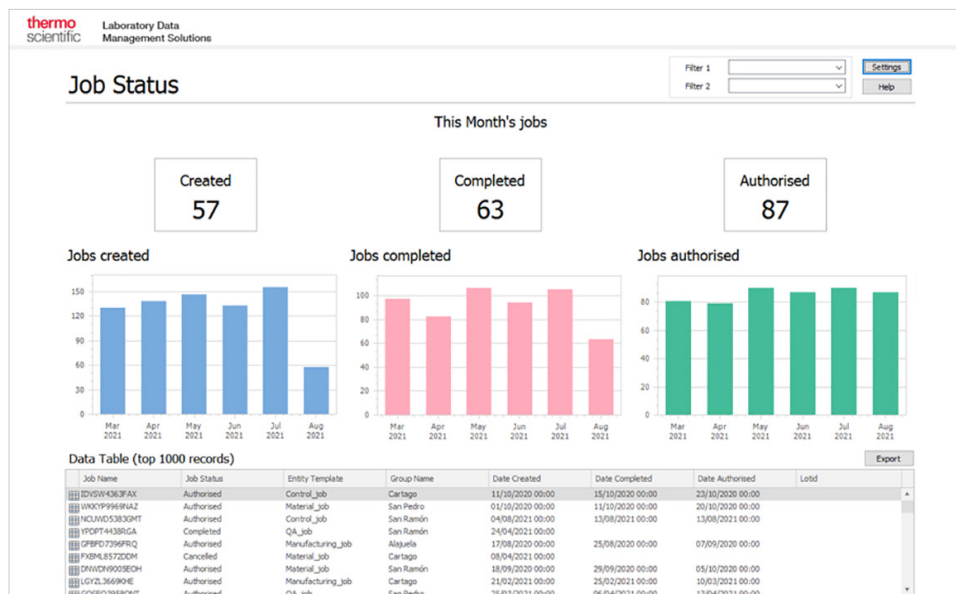 thermo
scientific
Laboratory Data
Management Solutions
Job Status
Filter 1
Settings
Filter 2
Help
This Month's jobs
Created
57
Completed
63
Authorised
87
Jobs created
150
120
90
60
30
0
Mar 2021 Apr 2021 May 2021 Jun 2021 Jul 2021 Aug 2021
Jobs completed
100
80
60
40
20
0
Mar 2021 Apr 2021 May 2021 Jun 2021 Jul 2021 Aug 2021
Jobs authorised
80
60
40
20
0
Mar 2021 Apr 2021 May 2021 Jun 2021 Jul 2021 Aug 2021
Data Table (top 1000 records)
Export
Job Name Job Status Entity Template Group Name Date Created Date Completed Date Authorised Lotd
IDVSW4363FAX Authorised Control_job Cartago 11/10/2020 00:00 15/10/2020 00:00 23/10/2020 00:00
WKKYP9969NAZ Authorised Material_job San Pedro 01/10/2020 00:00 11/10/2020 00:00 20/10/2020 00:00
NCUWD5383GMT Authorised Control_job San Ramón 04/08/2021 00:00 13/08/2021 00:00 13/08/2021 00:00
YPDPT4438RGA Completed QA_job San Ramón 24/04/2021 00:00
GFBFD7396FRQ Authorised Manufacturing_job Alajuela 17/08/2020 00:00 25/08/2020 00:00 07/09/2020 00:00
FXBML8572DDM Cancelled Material_job Cartago 08/04/2021 00:00
DNWDN9005EOH Authorised Material_job San Ramón 18/09/2020 00:00 29/09/2020 00:00 05/10/2020 00:00
LGYZL3669KHE Authorised Manufacturing_job Cartago 21/02/2021 00:00 25/02/2021 00:00 10/03/2021 00:00